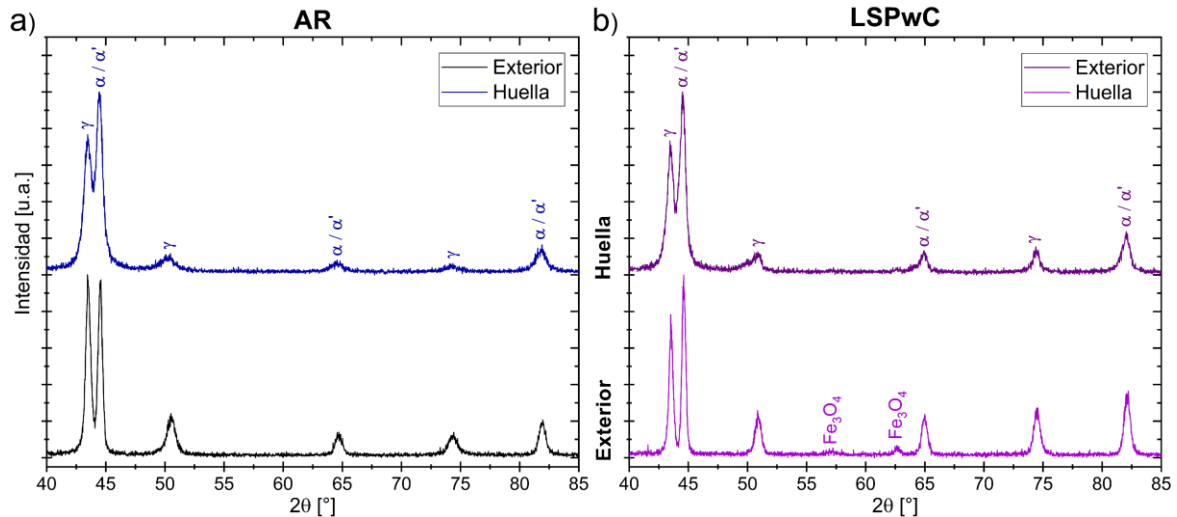 a)
AR
Exterior
Huella
γ
α / α'
γ
α / α'
γ
α / α'
Intensidad [u.a.]
40 45 50 55 60 65 70 75 80 85
2θ [°]
b)
LSPwC
Exterior
Huella
γ
α / α'
γ
α / α'
γ
α / α'
Huella
Exterior
Fe₃O₄
Fe₃O₄
40 45 50 55 60 65 70 75 80 85
2θ [°]